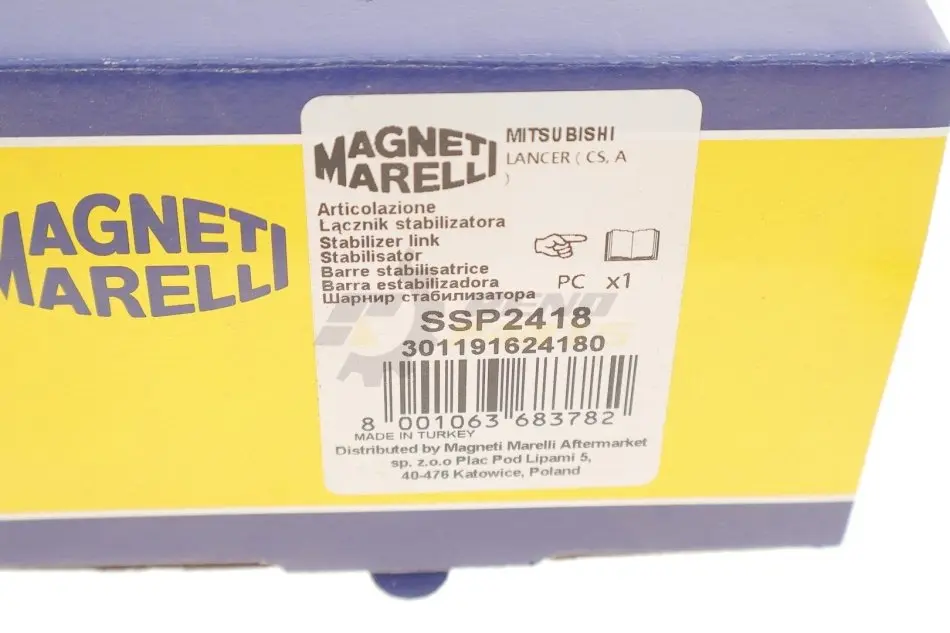 MAGNETI
MARELLI
MAGNETI
MARELLI
MITSUBISHI
LANCER ( CS, A
)
Articolazione
Łącznik stabilizatora
Stabilizer link
Stabilisator
Barre stabilisatrice
Barra estabilizadora
Шарнир стабилизатора
PC x1
SSP2418
301191624180
8 001063 683782
MADE IN TURKEY
Distributed by Magneti Marelli Aftermarket
sp. z.o.o Plac Pod Lipami 5,
40-476 Katowice, Poland